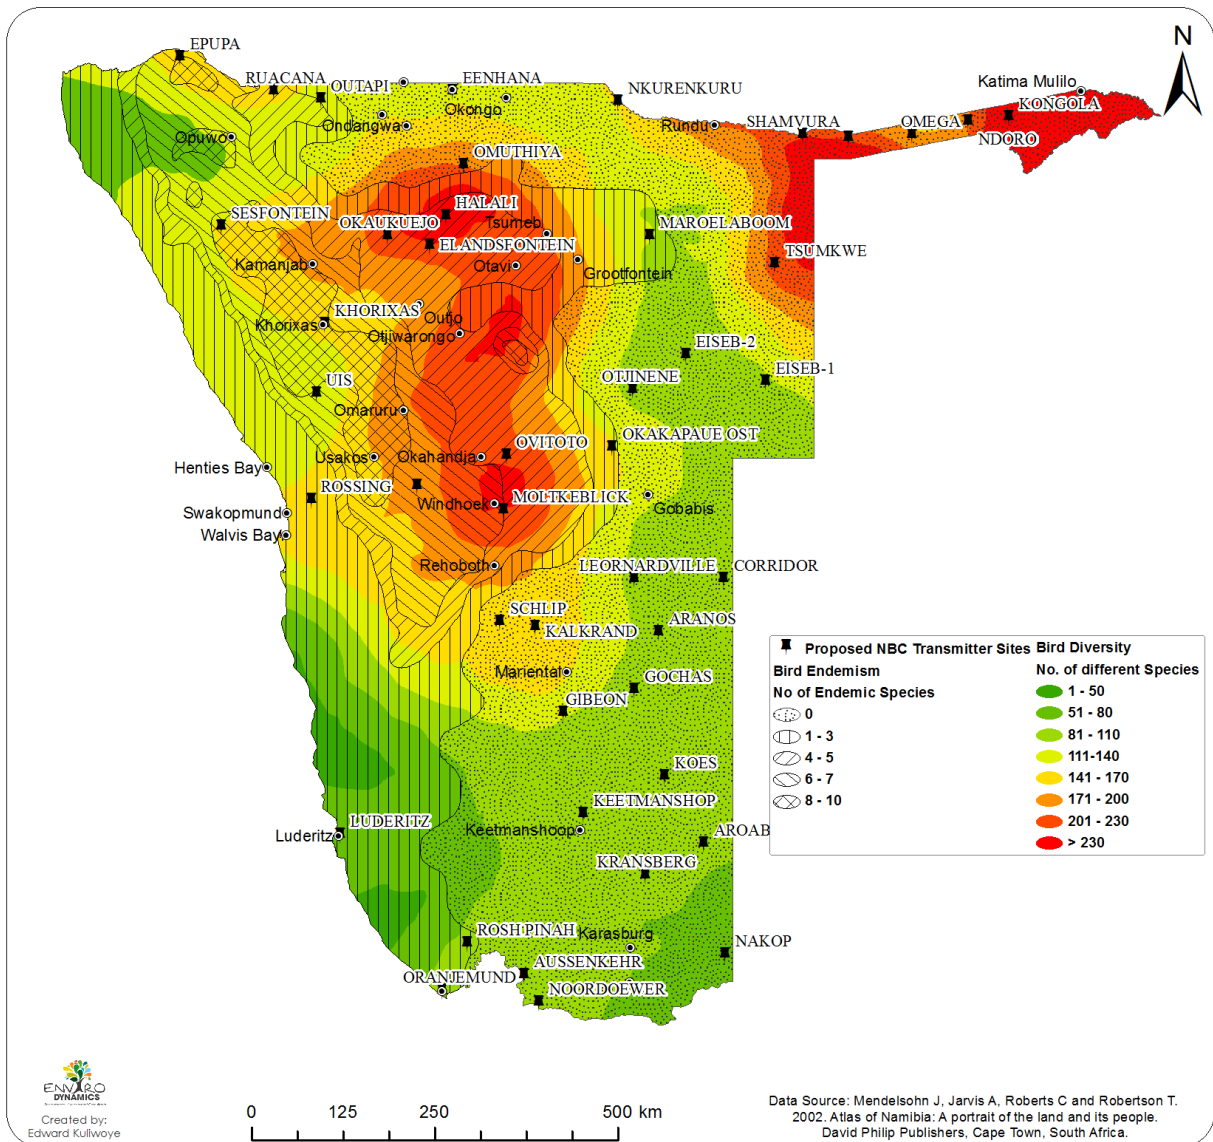 N
EPUPA
RUACANA
OUTAPI
EENHANA
Okongo
NKURENKURU
Katima Mulilo
KONGOLA
Opuwo
Ondangwa
Rundu
SHAMVURA
OMEGA
NDORO
OMUTHIYA
SESFONTEIN
HALALI
OKAUKUEJO
Tsumeb
MAROELABOOM
ELANDSFONTEIN
TSUMKWE
Kamanjab
Otavi
Grootfontein
KHORIXAS
Outjo
Khorixas
Otjiwarongo
EISEB-2
UIS
OTJINENE
EISEB-1
Omaruru
OVITOTO
OKAKAPAUE OST
Henties Bay
Usakos
Okahandja
ROSSING
MOLTKEBLICK
Windhoek
Gobabis
Swakopmund
Walvis Bay
Rehoboth
LEORNARDVILLE
CORRIDOR
SCHLIP
KALKRAND
ARANOS
Mariental
GOCHAS
GIBEON
KOES
KEETMANSHOP
LUDERITZ
Luderitz
Keetmanshoop
AROAB
KRANSBERG
ROSH PINAH
Karasburg
NAKOP
AUSSENKEHR
ORANJEMUND
NOORDOEWER
Proposed NBC Transmitter Sites
Bird Endemism
No of Endemic Species
0
1 - 3
4 - 5
6 - 7
8 - 10
Bird Diversity
No. of different Species
1 - 50
51 - 80
81 - 110
111-140
141 - 170
171 - 200
201 - 230
> 230
ENVIRO
DYNAMICS
Created by:
Edward Kullwoye
0 125 250 500 km
Data Source: Mendelsohn J, Jarvis A, Roberts C and Robertson T.
2002. Atlas of Namibia: A portrait of the land and its people.
David Philip Publishers, Cape Town, South Africa.